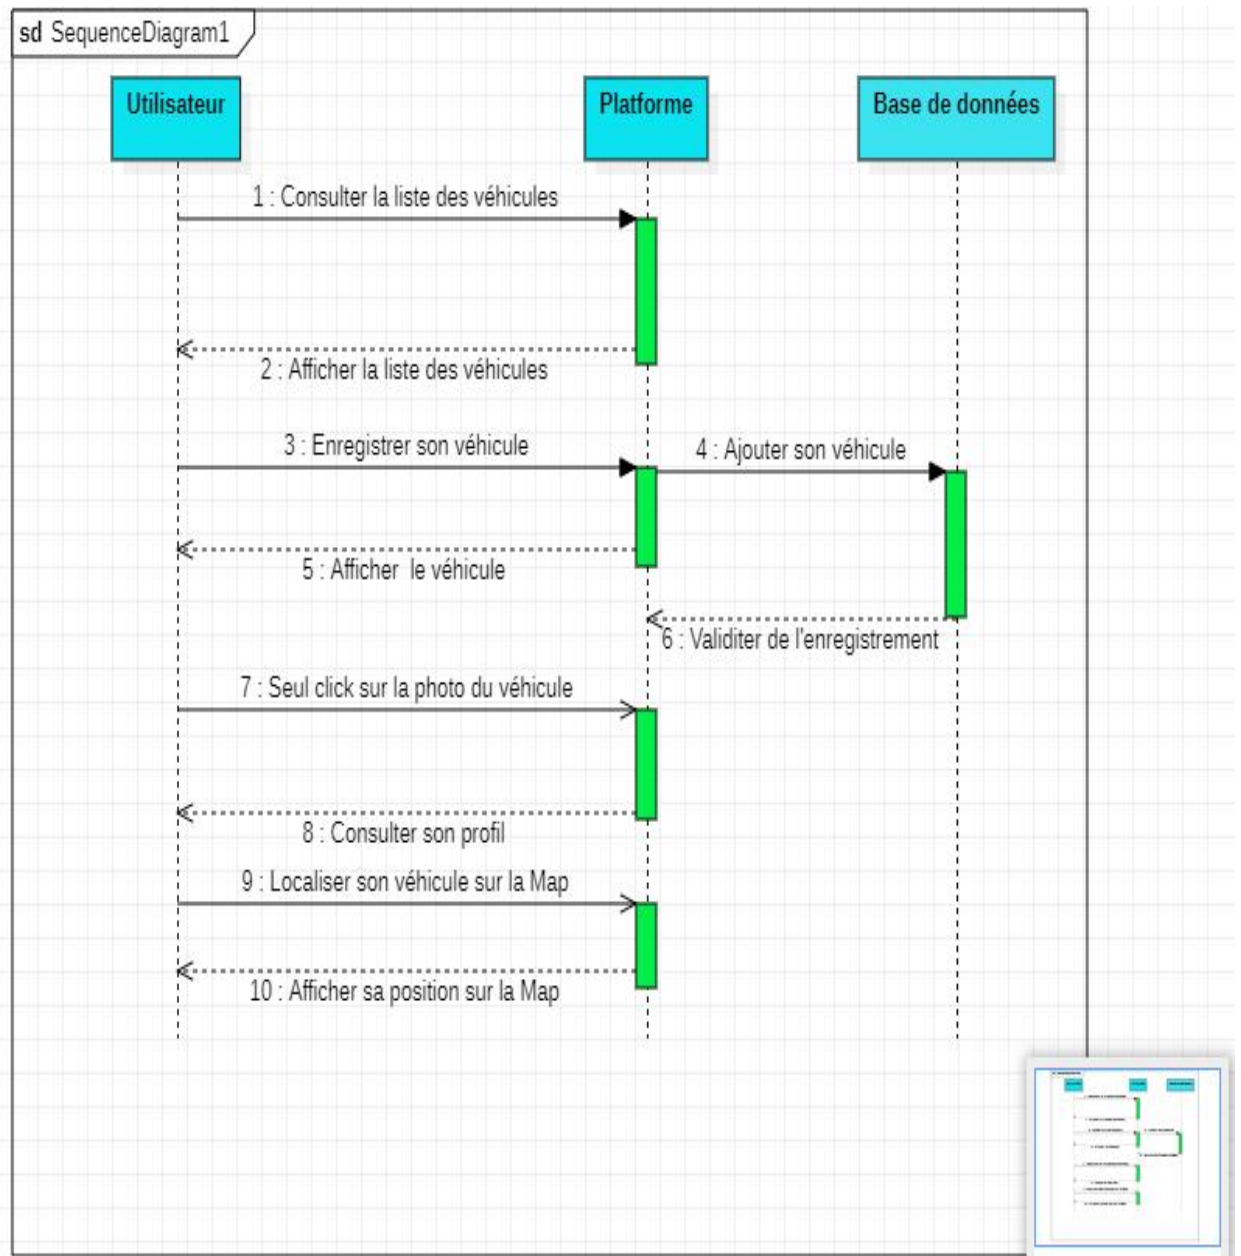 sd SequenceDiagram1
Utilisateur
Platforme
Base de données
1 : Consulter la liste des véhicules
2 : Afficher la liste des véhicules
3 : Enregistrer son véhicule
4 : Ajouter son véhicule
5 : Afficher le véhicule
6 : Validiter de l'enregistrement
7 : Seul click sur la photo du véhicule
8 : Consulter son profil
9 : Localiser son véhicule sur la Map
10 : Afficher sa position sur la Map